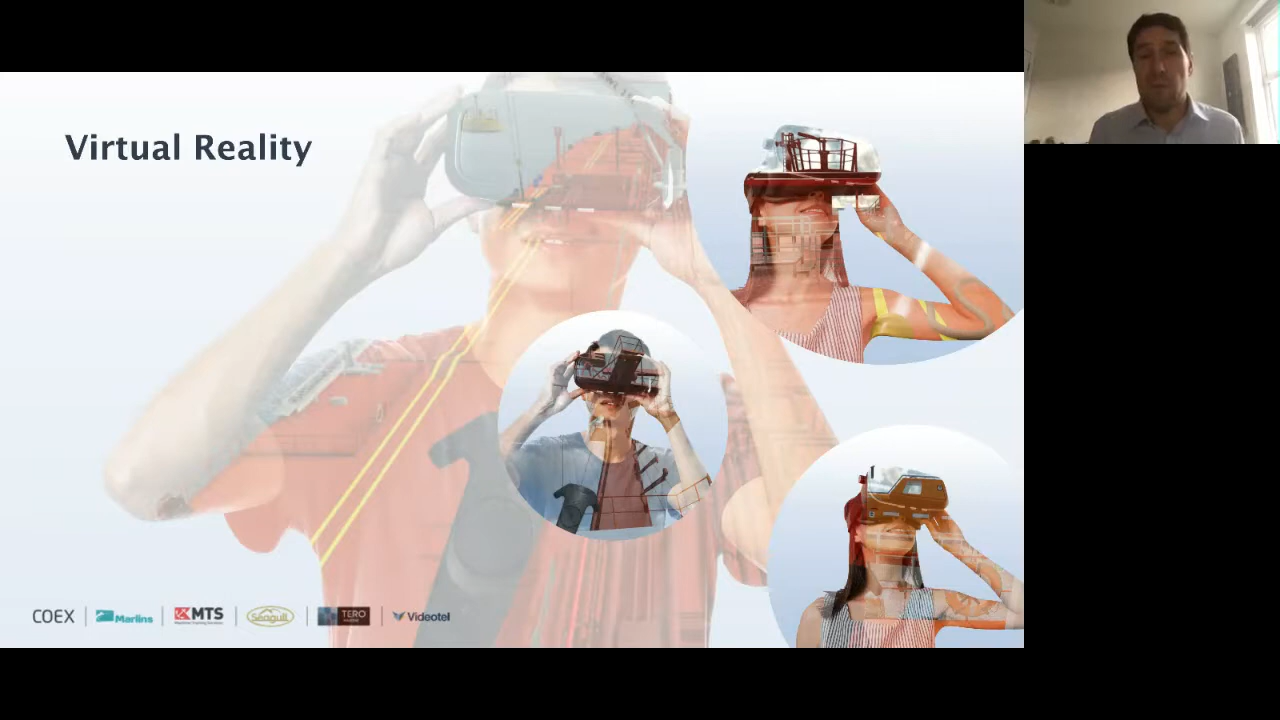 Virtual Reality
COEX
Marlins
MTS
Seagull
TERO
Videotel